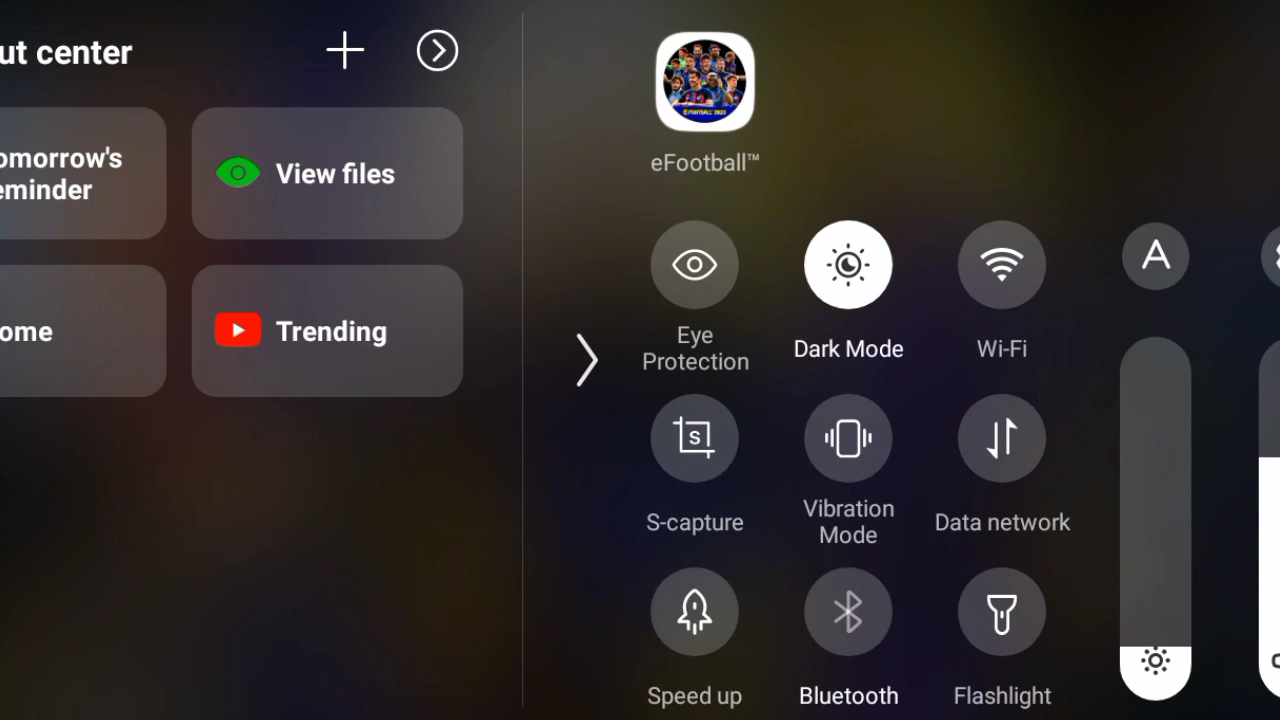 ut center
omorrow's
eminder
View files
ome
Trending
eFootball™
Eye
Protection
Dark Mode
Wi-Fi
A
S
S-capture
Vibration
Mode
Data network
Speed up
Bluetooth
Flashlight